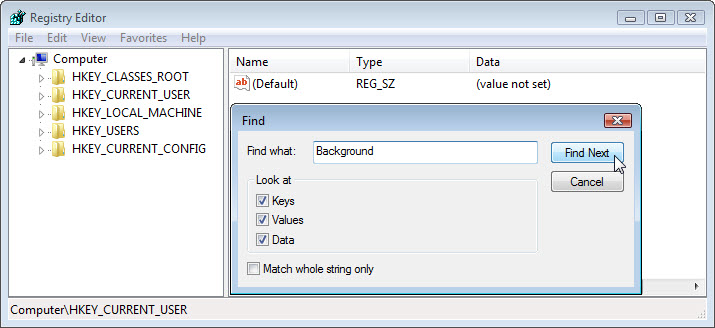 Registry Editor
File Edit View Favorites Help
Computer
HKEY_CLASSES_ROOT
HKEY_CURRENT_USER
HKEY_LOCAL_MACHINE
HKEY_USERS
HKEY_CURRENT_CONFIG
Name Type Data
ab (Default) REG_SZ (value not set)
Find
Find what: Background Find Next
Cancel
Look at
Keys
Values
Data
Match whole string only
Computer\HKEY_CURRENT_USER